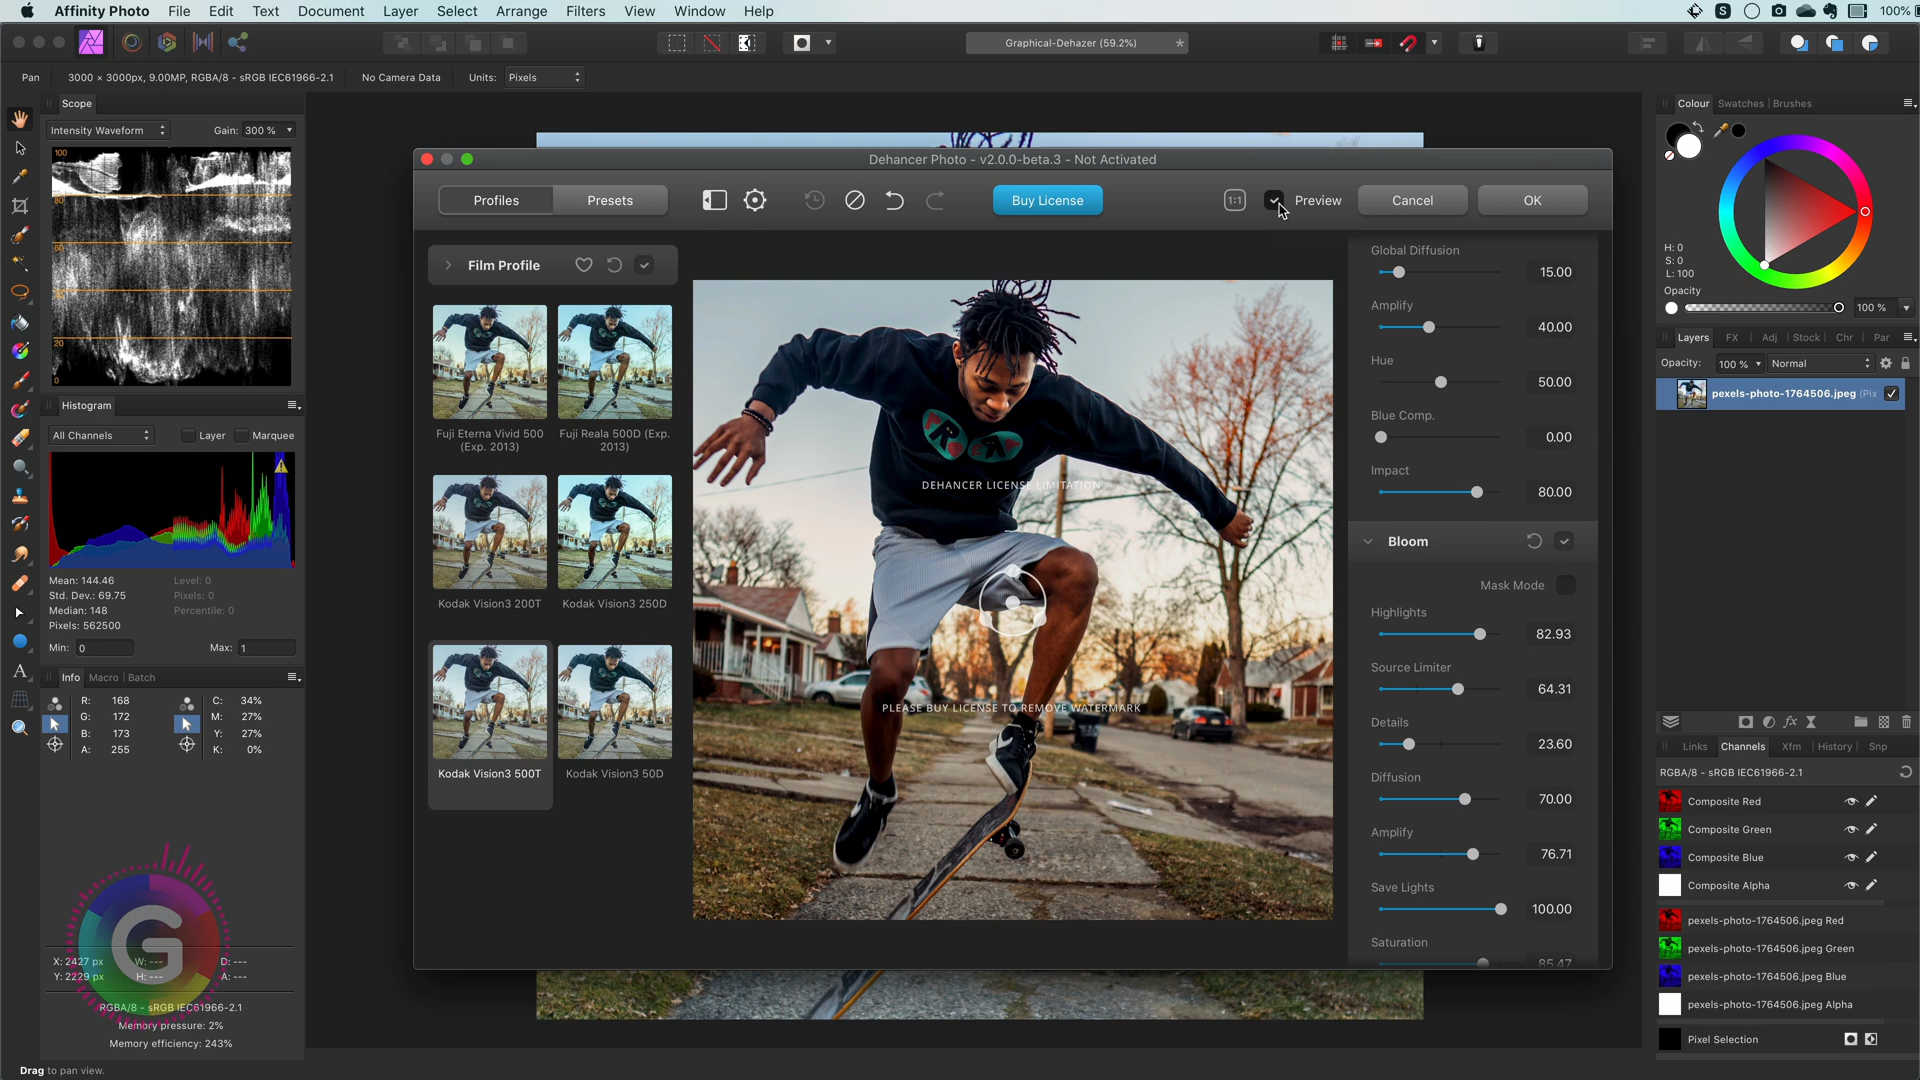 Affinity Photo File Edit Text Document Layer Select Arrange Filters View Window Help 100%
Graphical-Dehazer (59.2%) *
Pan 3000 × 3000px, 9.00MP, RGBA/8 - sRGB IEC61966-2.1 No Camera Data Units: Pixels
Scope
Intensity Waveform Gain: 300 %
100
80
60
20
0
Histogram
All Channels Layer Marquee
Mean: 144.46 Level: 0
Std. Dev.: 69.75 Pixels: 0
Median: 148 Percentile: 0
Pixels: 562500
Min: 0 Max: 1
Info Macro | Batch
R: 168 C: 34%
G: 172 M: 27%
B: 173 Y: 27%
A: 255 K: 0%
G
X: 2427 px W: --- D: ---
Y: 2229 px H: --- A: ---
RGBA/8 - sRGB IEC61966-2.1
Memory pressure: 2%
Memory efficiency: 243%
Drag to pan view.
Dehancer Photo - v2.0.0-beta.3 - Not Activated
Profiles Presets Buy License 1:1 Preview Cancel OK
Film Profile
Fuji Eterna Vivid 500 (Exp. 2013)
Fuji Reala 500D (Exp. 2013)
Kodak Vision3 200T
Kodak Vision3 250D
Kodak Vision3 500T
Kodak Vision3 50D
DEHANCER LICENSE LIMITATION
PLEASE BUY LICENSE TO REMOVE WATERMARK
Global Diffusion
15.00
Amplify
40.00
Hue
50.00
Blue Comp.
0.00
Impact
80.00
Bloom
Mask Mode
Highlights
82.93
Source Limiter
64.31
Details
23.60
Diffusion
70.00
Amplify
76.71
Save Lights
100.00
Saturation
85.47
Colour Swatches | Brushes
H: 0
S: 0
L: 100
Opacity
100 %
Layers FX | Adj | Stock | Chr | Par
Opacity: 100 % Normal
pexels-photo-1764506.jpeg (Pix
Links Channels Xfm | History | Snp
RGBA/8 - sRGB IEC61966-2.1
Composite Red
Composite Green
Composite Blue
Composite Alpha
pexels-photo-1764506.jpeg Red
pexels-photo-1764506.jpeg Green
pexels-photo-1764506.jpeg Blue
pexels-photo-1764506.jpeg Alpha
Pixel Selection